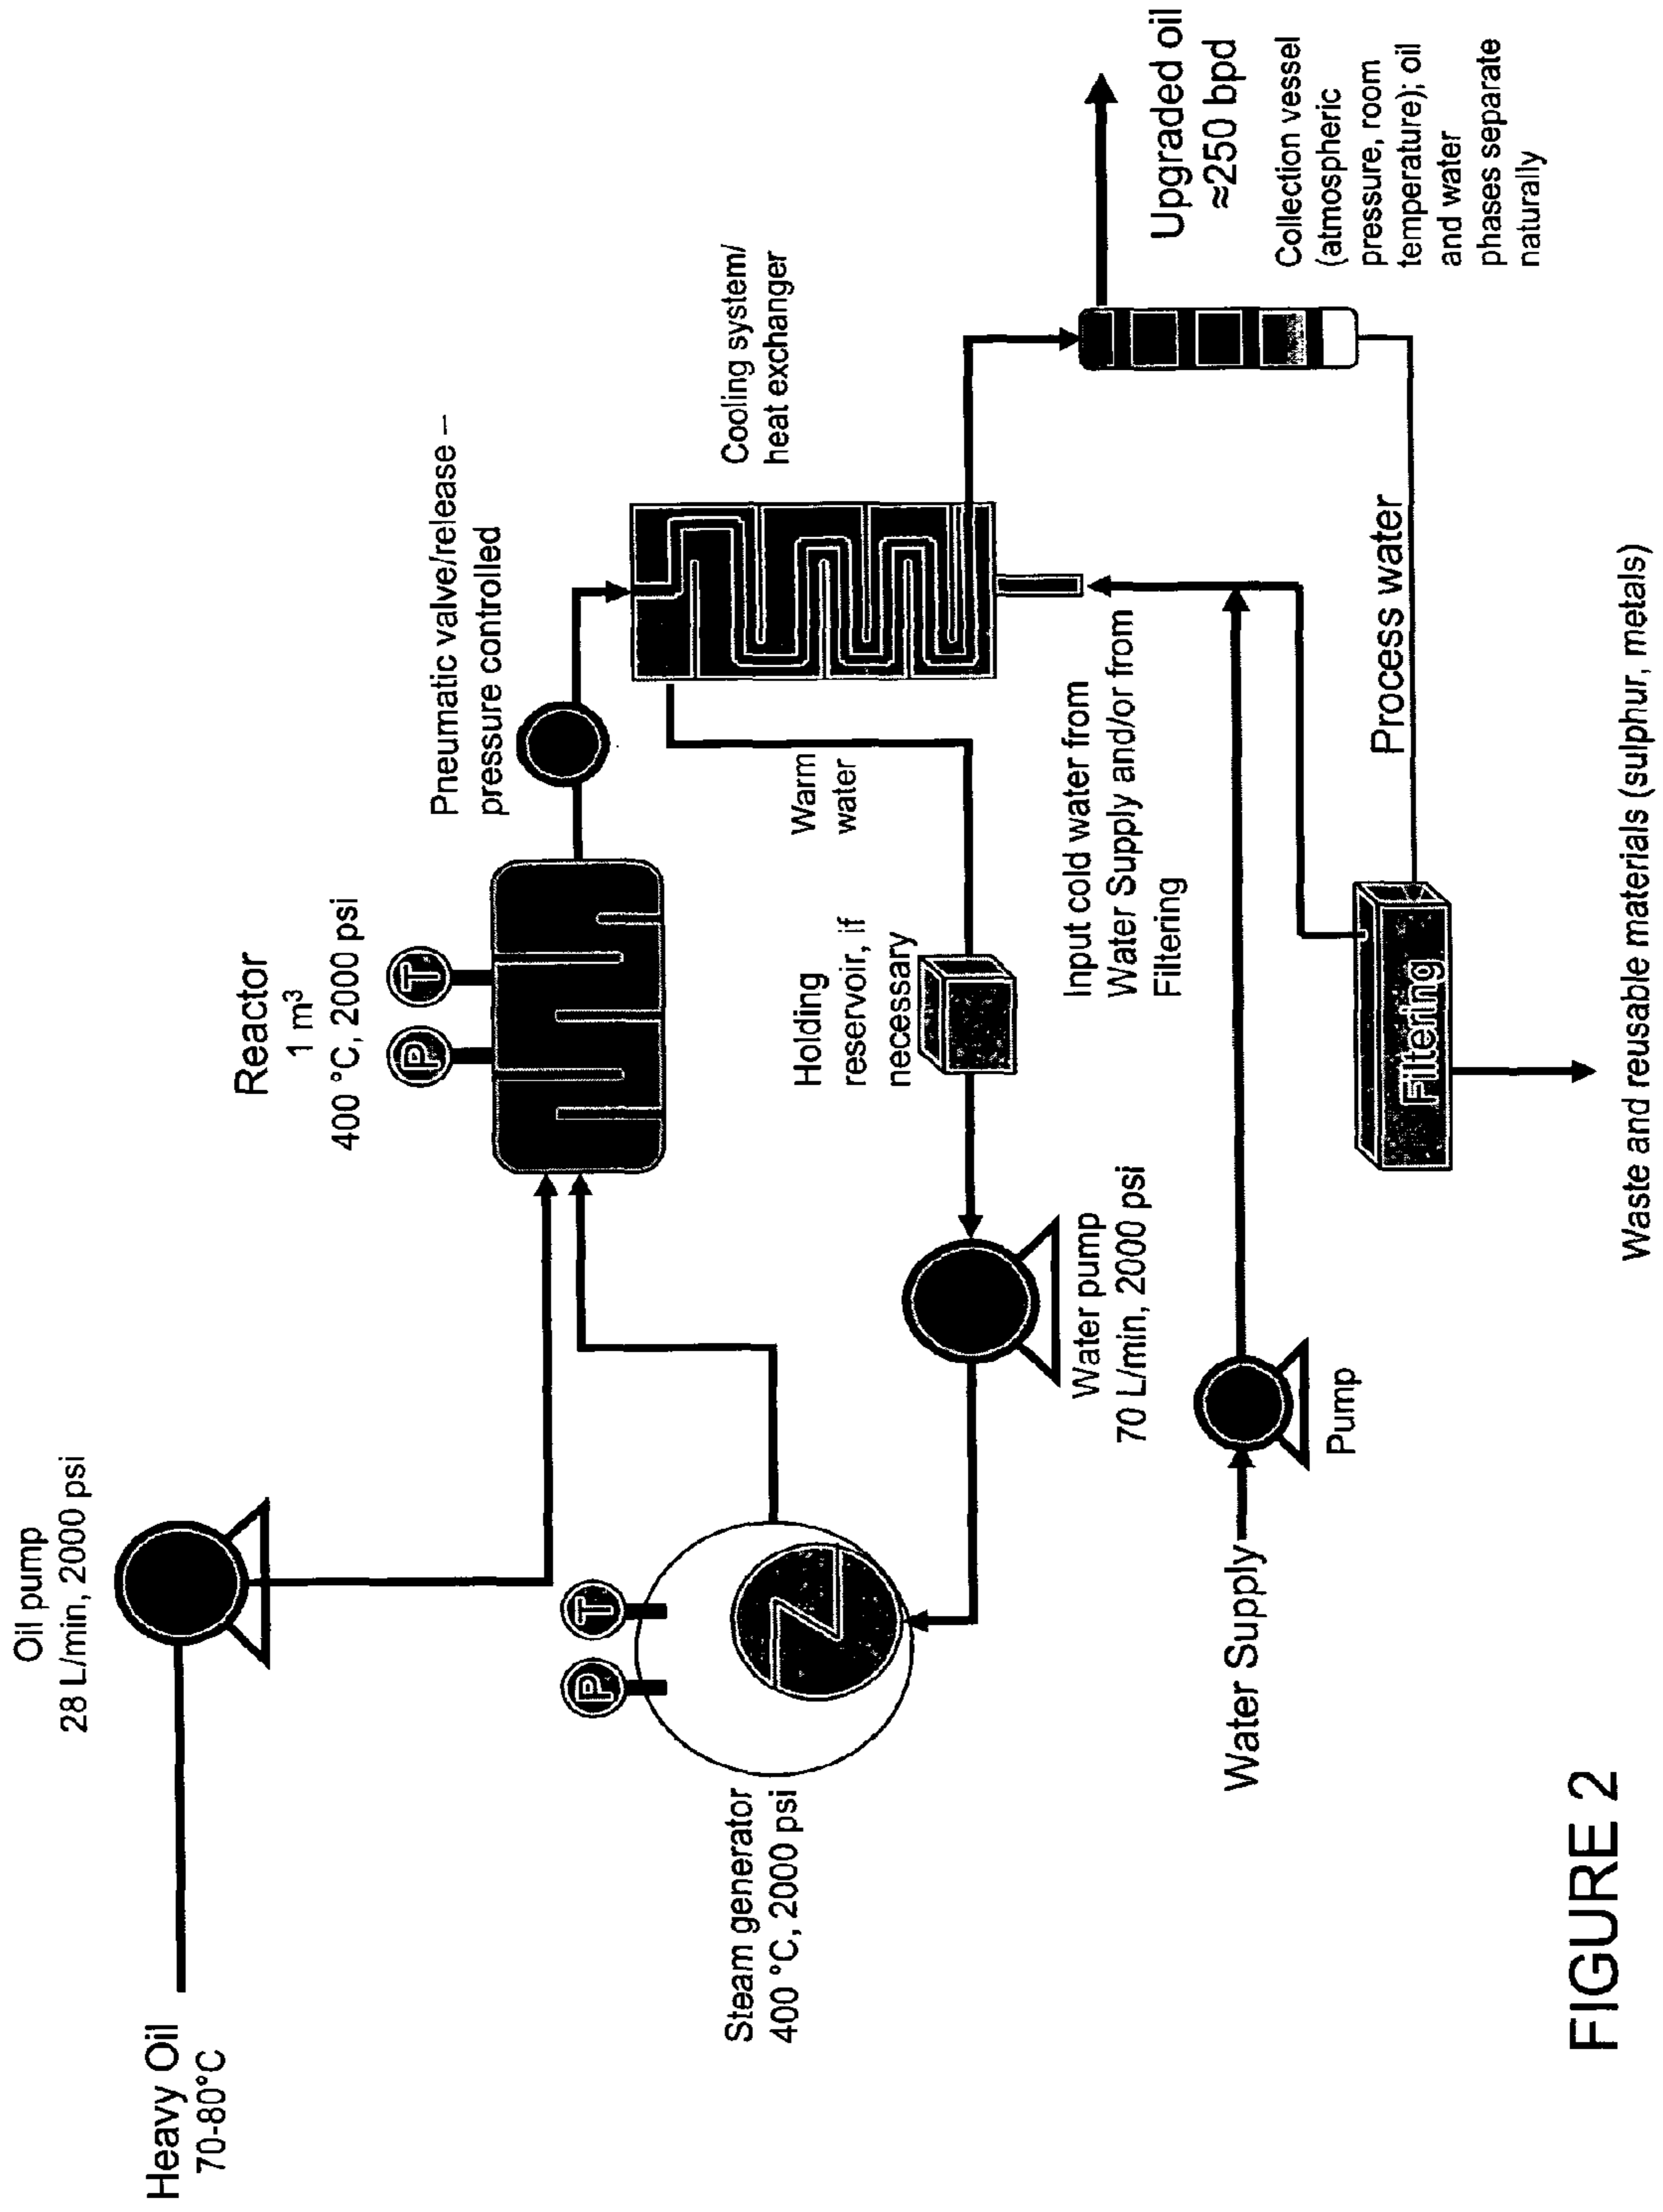 Heavy Oil
70-80°C
Oil pump
28 L/min, 2000 psi
P
T
Steam generator
400 °C, 2000 psi
Reactor
1 m³
400 °C, 2000 psi
P
T
Pneumatic valve/release –
pressure controlled
Cooling system/
heat exchanger
Warm
water
Holding
reservoir, if
necessary
Water pump
70 L/min, 2000 psi
Input cold water from
Water Supply and/or from
Filtering
Water Supply
Pump
Upgraded oil
≈250 bpd
Collection vessel
(atmospheric
pressure, room
temperature); oil
and water
phases separate
naturally
Process water
Filtering
Waste and reusable materials (sulphur, metals)
FIGURE 2